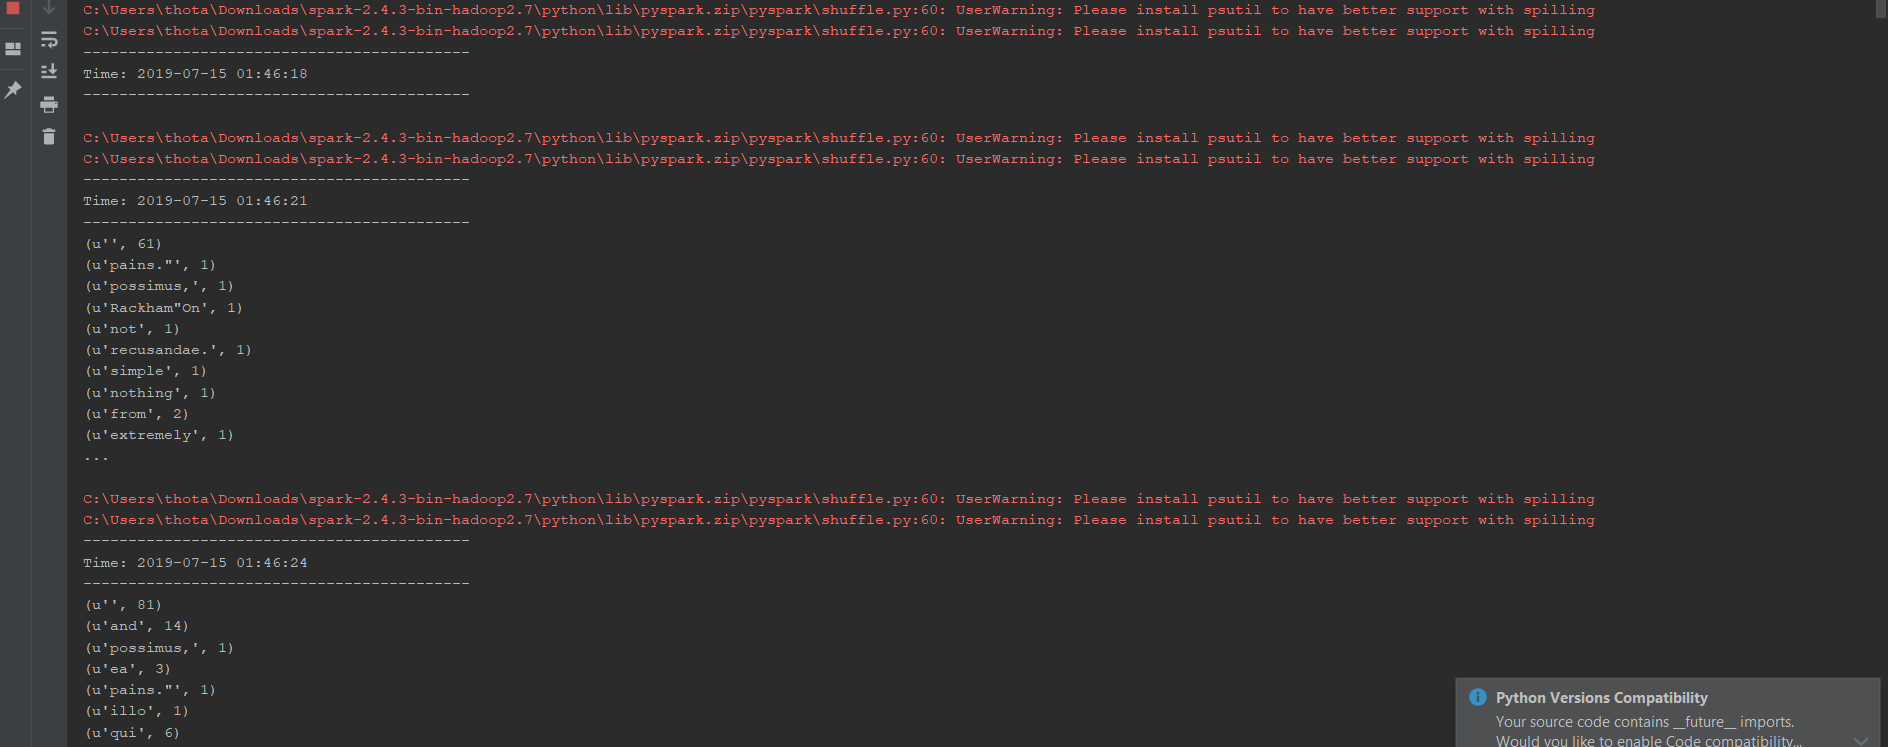 C:\Users\thota\Downloads\spark-2.4.3-bin-hadoop2.7\python\lib\pyspark.zip\pyspark\shuffle.py:60: UserWarning: Please install psutil to have better support with spilling
C:\Users\thota\Downloads\spark-2.4.3-bin-hadoop2.7\python\lib\pyspark.zip\pyspark\shuffle.py:60: UserWarning: Please install psutil to have better support with spilling
-------------------------------------------
Time: 2019-07-15 01:46:18
-------------------------------------------
C:\Users\thota\Downloads\spark-2.4.3-bin-hadoop2.7\python\lib\pyspark.zip\pyspark\shuffle.py:60: UserWarning: Please install psutil to have better support with spilling
C:\Users\thota\Downloads\spark-2.4.3-bin-hadoop2.7\python\lib\pyspark.zip\pyspark\shuffle.py:60: UserWarning: Please install psutil to have better support with spilling
-------------------------------------------
Time: 2019-07-15 01:46:21
-------------------------------------------
(u'', 61)
(u'pains."', 1)
(u'possimus,', 1)
(u'Rackham"On', 1)
(u'not', 1)
(u'recusandae.', 1)
(u'simple', 1)
(u'nothing', 1)
(u'from', 2)
(u'extremely', 1)
...
C:\Users\thota\Downloads\spark-2.4.3-bin-hadoop2.7\python\lib\pyspark.zip\pyspark\shuffle.py:60: UserWarning: Please install psutil to have better support with spilling
C:\Users\thota\Downloads\spark-2.4.3-bin-hadoop2.7\python\lib\pyspark.zip\pyspark\shuffle.py:60: UserWarning: Please install psutil to have better support with spilling
-------------------------------------------
Time: 2019-07-15 01:46:24
-------------------------------------------
(u'', 81)
(u'and', 14)
(u'possimus,', 1)
(u'ea', 3)
(u'pains."', 1)
(u'illo', 1)
(u'qui', 6)
Python Versions Compatibility
Your source code contains __future__ imports.
Would you like to enable Code compatibility...